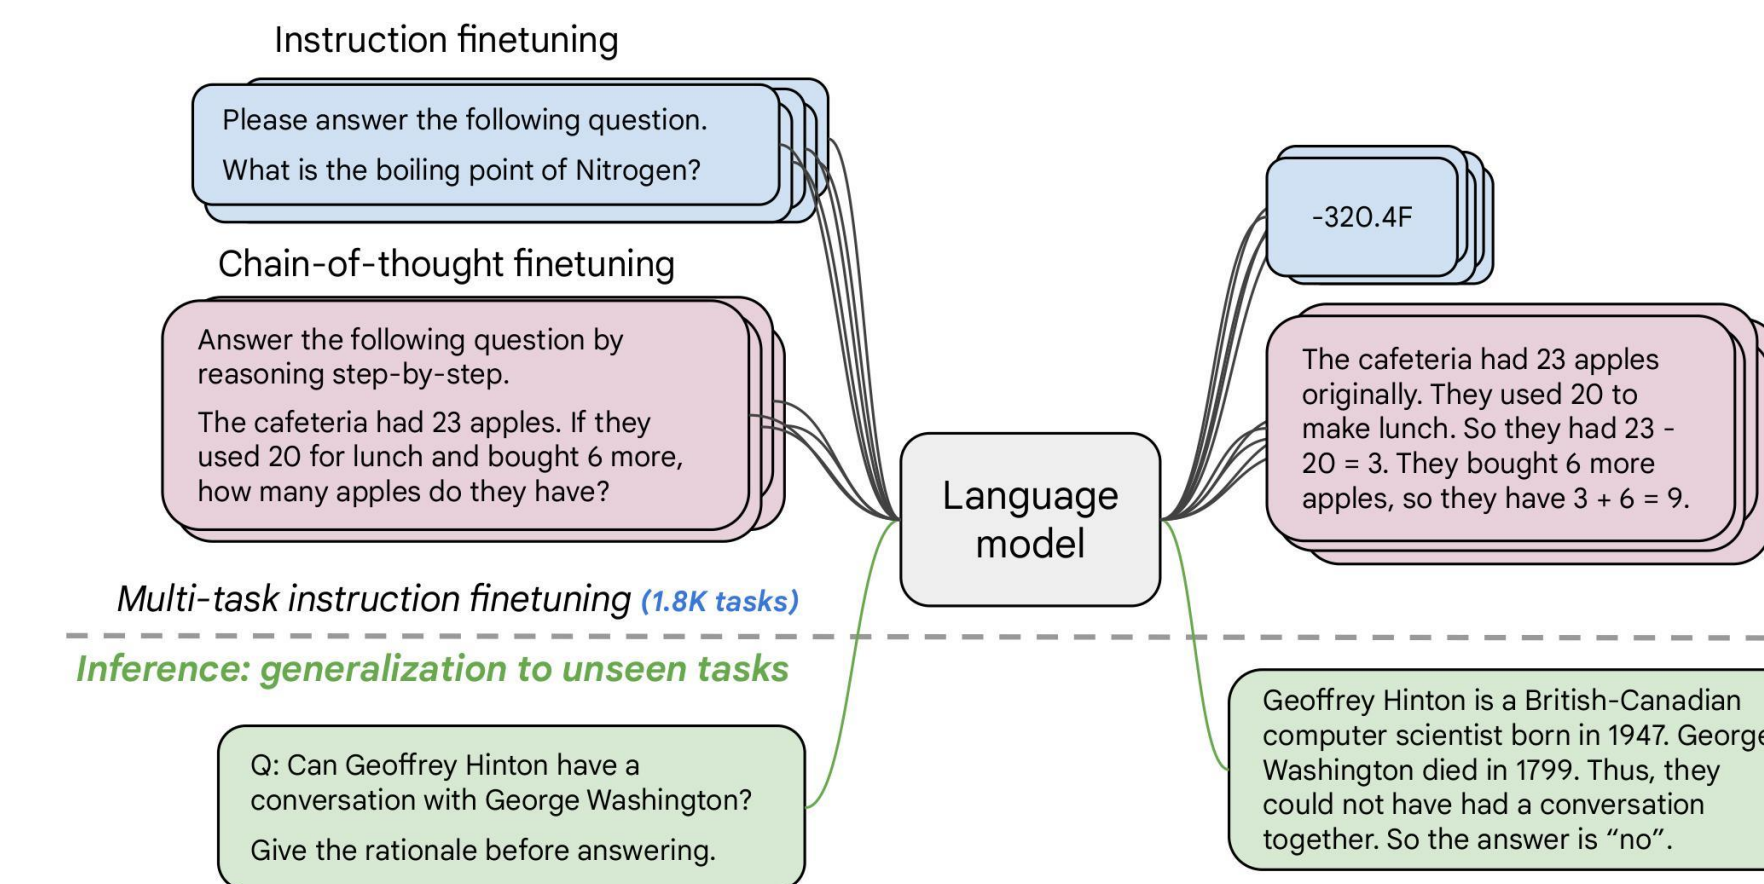 Instruction finetuning
Please answer the following question.
What is the boiling point of Nitrogen?
-320.4F
Chain-of-thought finetuning
Answer the following question by
reasoning step-by-step.
The cafeteria had 23 apples. If they
used 20 for lunch and bought 6 more,
how many apples do they have?
Language
model
The cafeteria had 23 apples
originally. They used 20 to
make lunch. So they had 23 -
20 = 3. They bought 6 more
apples, so they have 3 + 6 = 9.
Multi-task instruction finetuning (1.8K tasks)
Inference: generalization to unseen tasks
Q: Can Geoffrey Hinton have a
conversation with George Washington?
Give the rationale before answering.
Geoffrey Hinton is a British-Canadian
computer scientist born in 1947. George
Washington died in 1799. Thus, they
could not have had a conversation
together. So the answer is “no”.